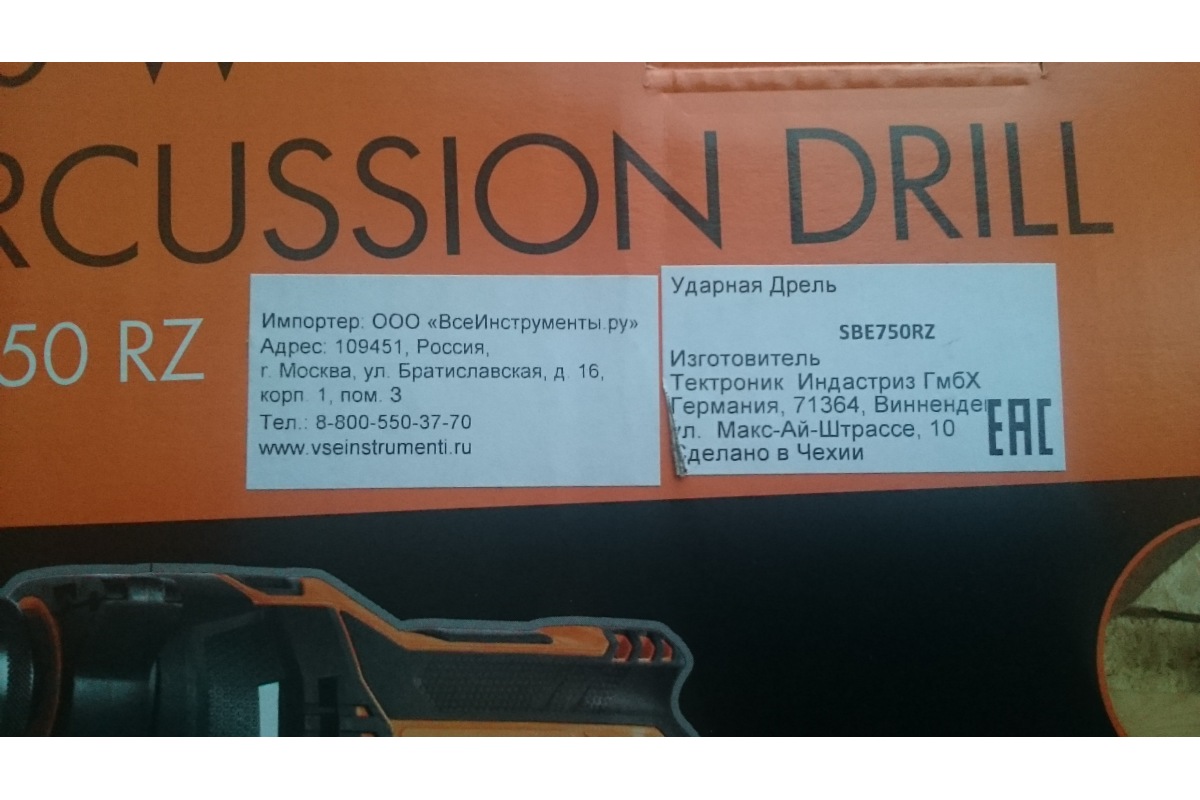 W
RCUSSION DRILL
50 RZ
Импортер: ООО «ВсеИнструменты.ру»
Адрес: 109451, Россия,
г. Москва, ул. Братиславская, д. 16,
корп. 1, пом. 3
Тел.: 8-800-550-37-70
www.vseinstrumenti.ru
Ударная Дрель
SBE750RZ
Изготовитель
Тектроник Индастриз ГмбХ
Германия, 71364, Винненде
ул. Макс-Ай-Штрассе, 10
Сделано в Чехии
EAC